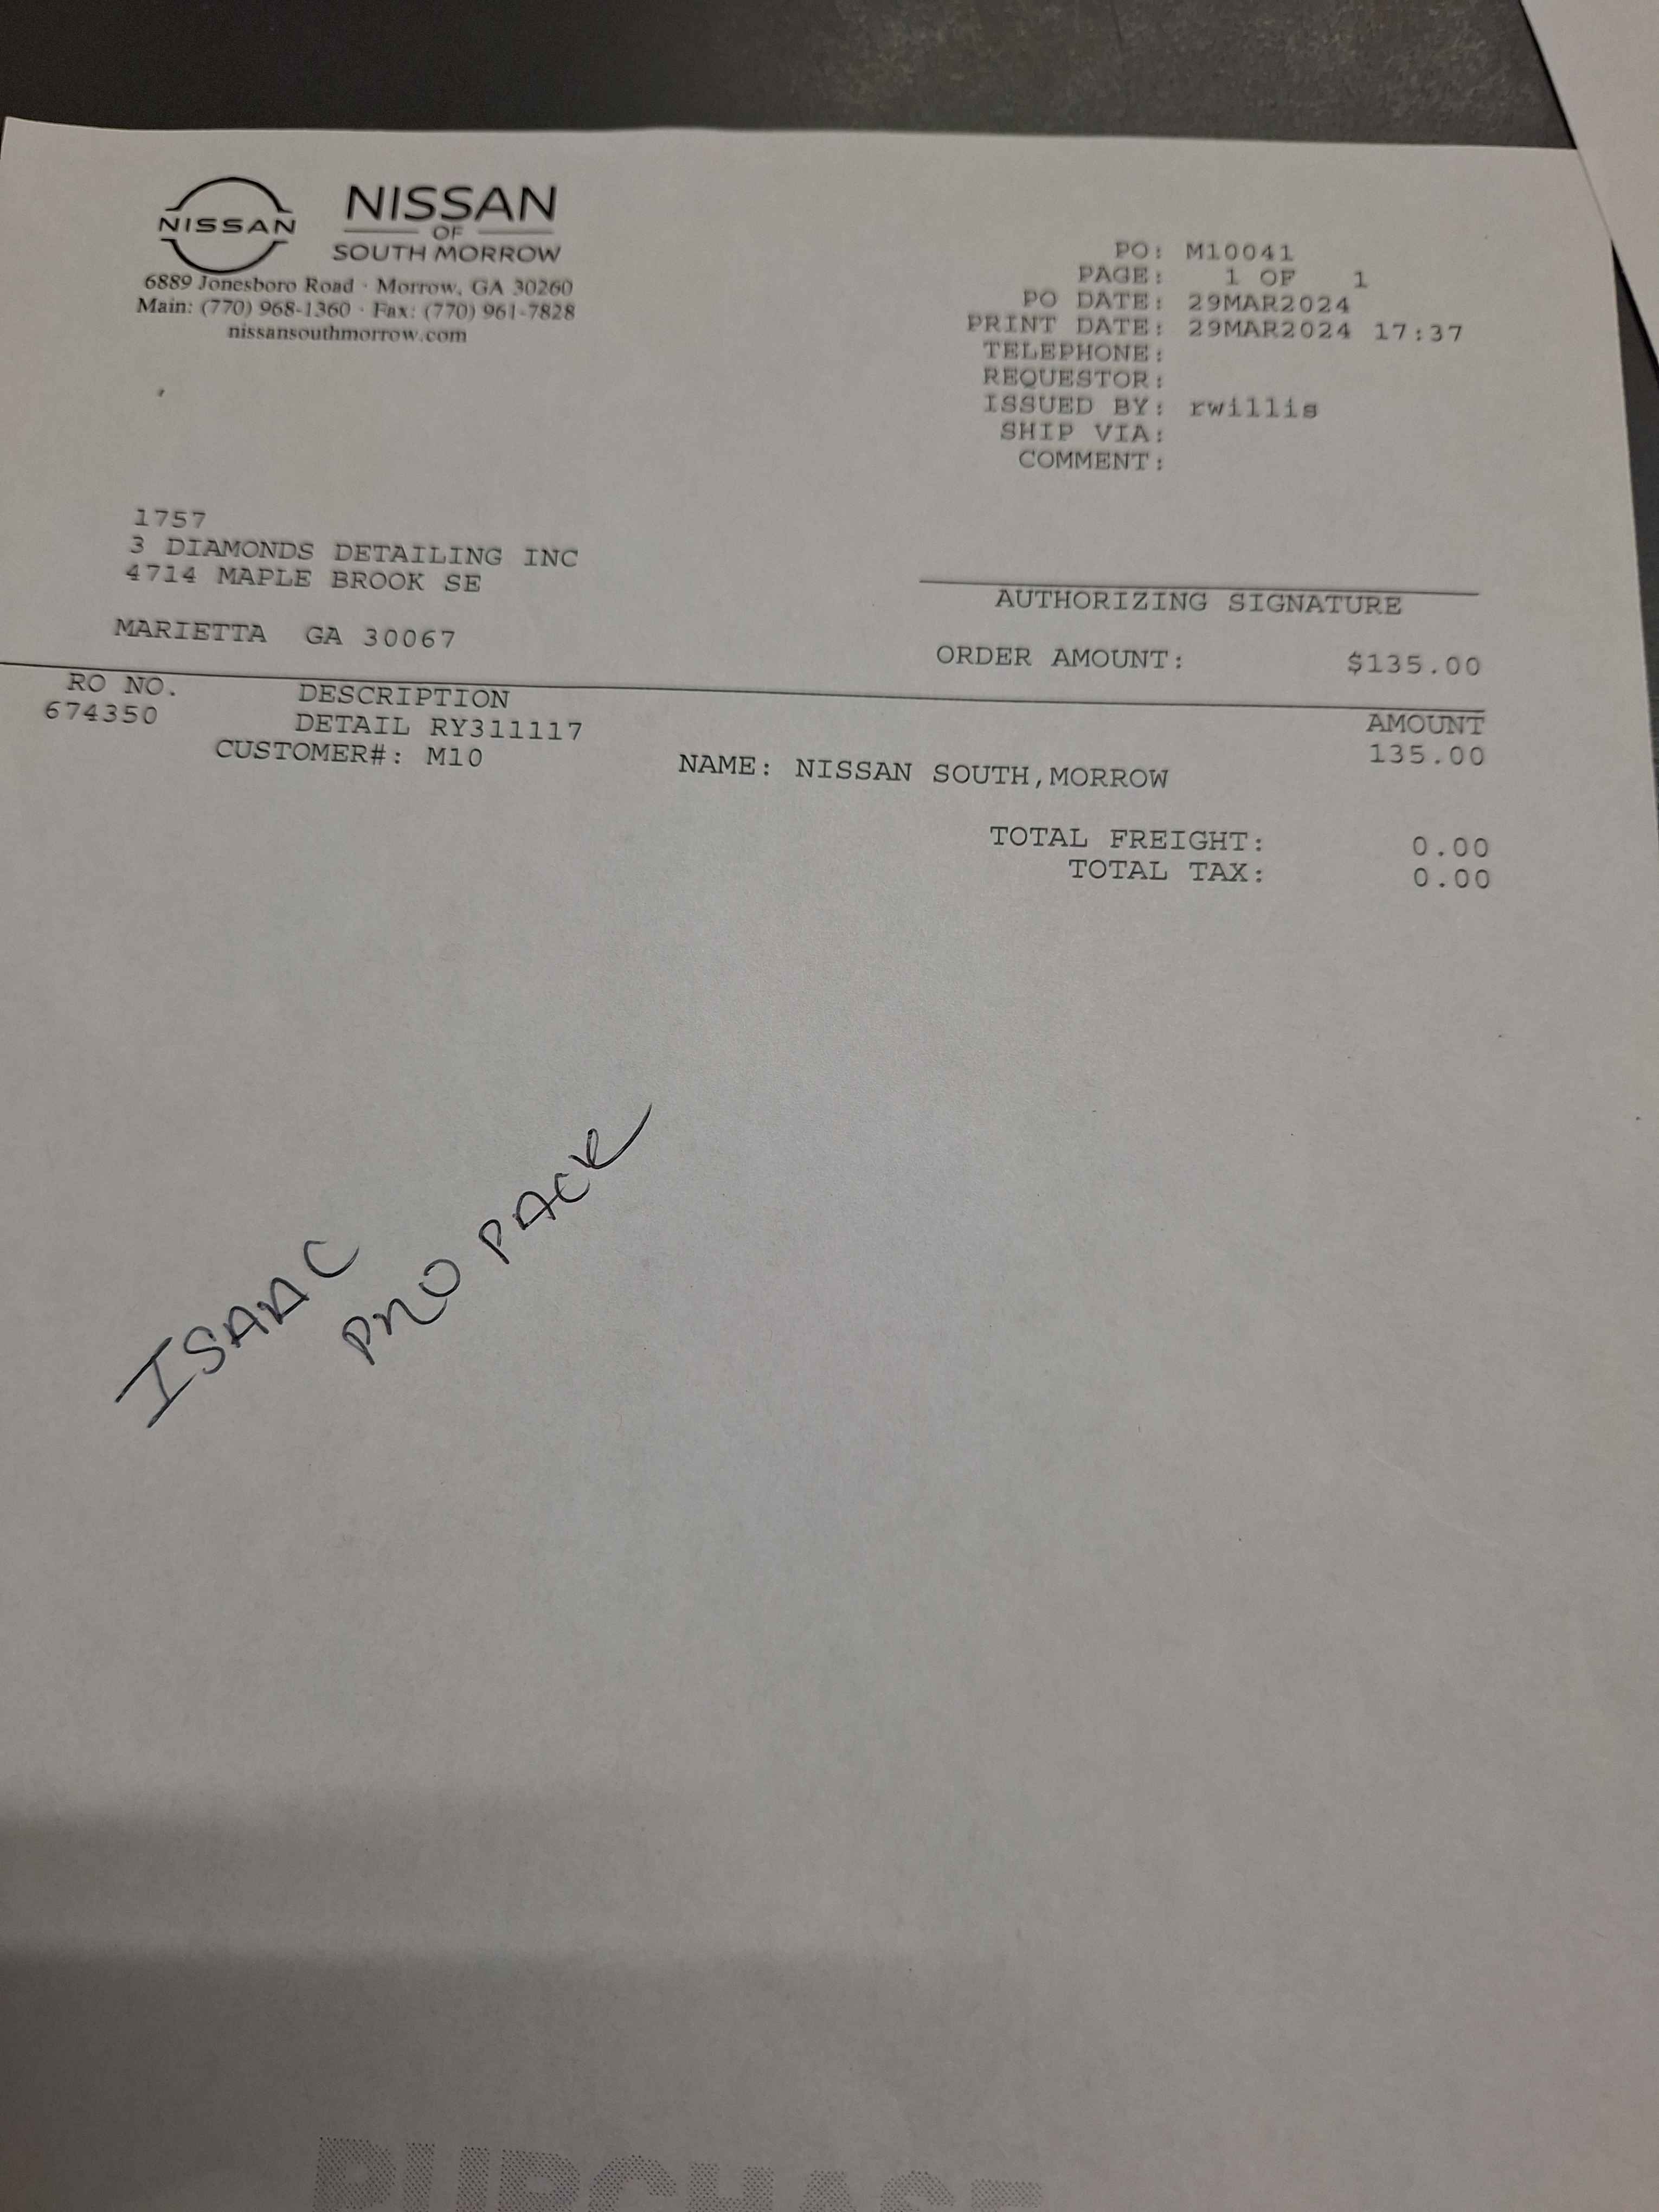 NISSAN
NISSAN
OF
SOUTH MORROW
6889 Jonesboro Road · Morrow, GA 30260
Main: (770) 968-1360 · Fax: (770) 961-7828
nissansouthmorrow.com
PO: M10041
PAGE: 1 OF 1
PO DATE: 29MAR2024
PRINT DATE: 29MAR2024 17:37
TELEPHONE:
REQUESTOR:
ISSUED BY: rwillis
SHIP VIA:
COMMENT:
1757
3 DIAMONDS DETAILING INC
4714 MAPLE BROOK SE
MARIETTA GA 30067
AUTHORIZING SIGNATURE
ORDER AMOUNT: $135.00
RO NO. DESCRIPTION AMOUNT
674350 DETAIL RY311117 135.00
CUSTOMER#: M10 NAME: NISSAN SOUTH,MORROW
TOTAL FREIGHT: 0.00
TOTAL TAX: 0.00
ISAAC
PRO PACK
PURCHASE